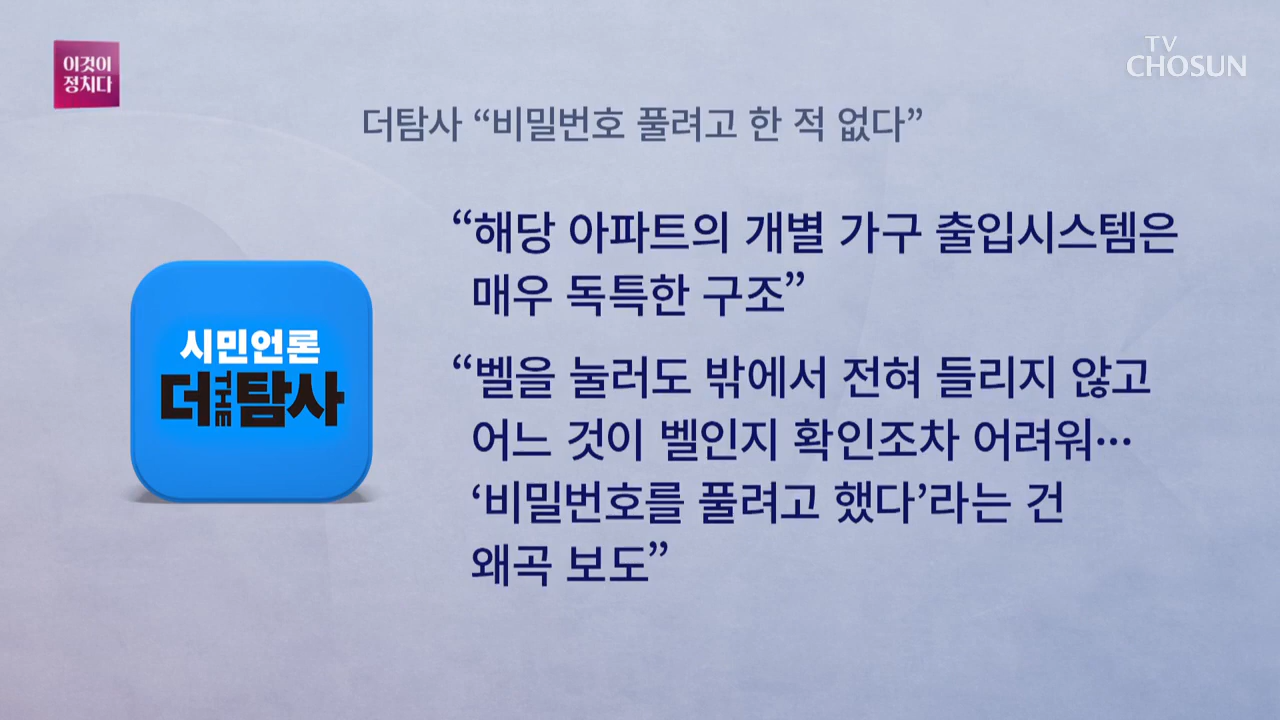 이것이
정치다
TV
CHOSUN
더탐사 “비밀번호 풀려고 한 적 없다”
“해당 아파트의 개별 가구 출입시스템은
매우 독특한 구조”
“벨을 눌러도 밖에서 전혀 들리지 않고
어느 것이 벨인지 확인조차 어려워…
‘비밀번호를 풀려고 했다’라는 건
왜곡 보도”
시민언론
더THE탐사